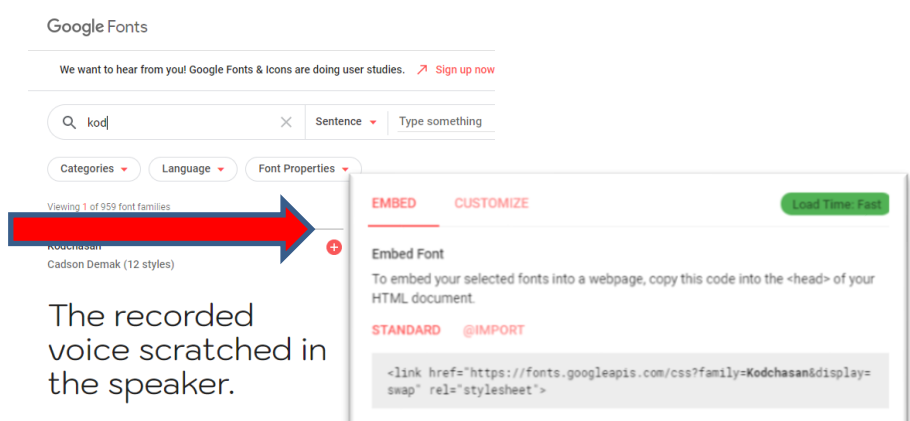 Google Fonts
We want to hear from you! Google Fonts & Icons are doing user studies. Sign up now
kod
Sentence
Type something
Categories
Language
Font Properties
Viewing 1 of 959 font families
Kodchasan
Cadson Demak (12 styles)
The recorded
voice scratched in
the speaker.
EMBED CUSTOMIZE
Load Time: Fast
Embed Font
To embed your selected fonts into a webpage, copy this code into the <head> of your
HTML document.
STANDARD @IMPORT
<link href="https://fonts.googleapis.com/css?family=Kodchasan&display=
swap" rel="stylesheet">